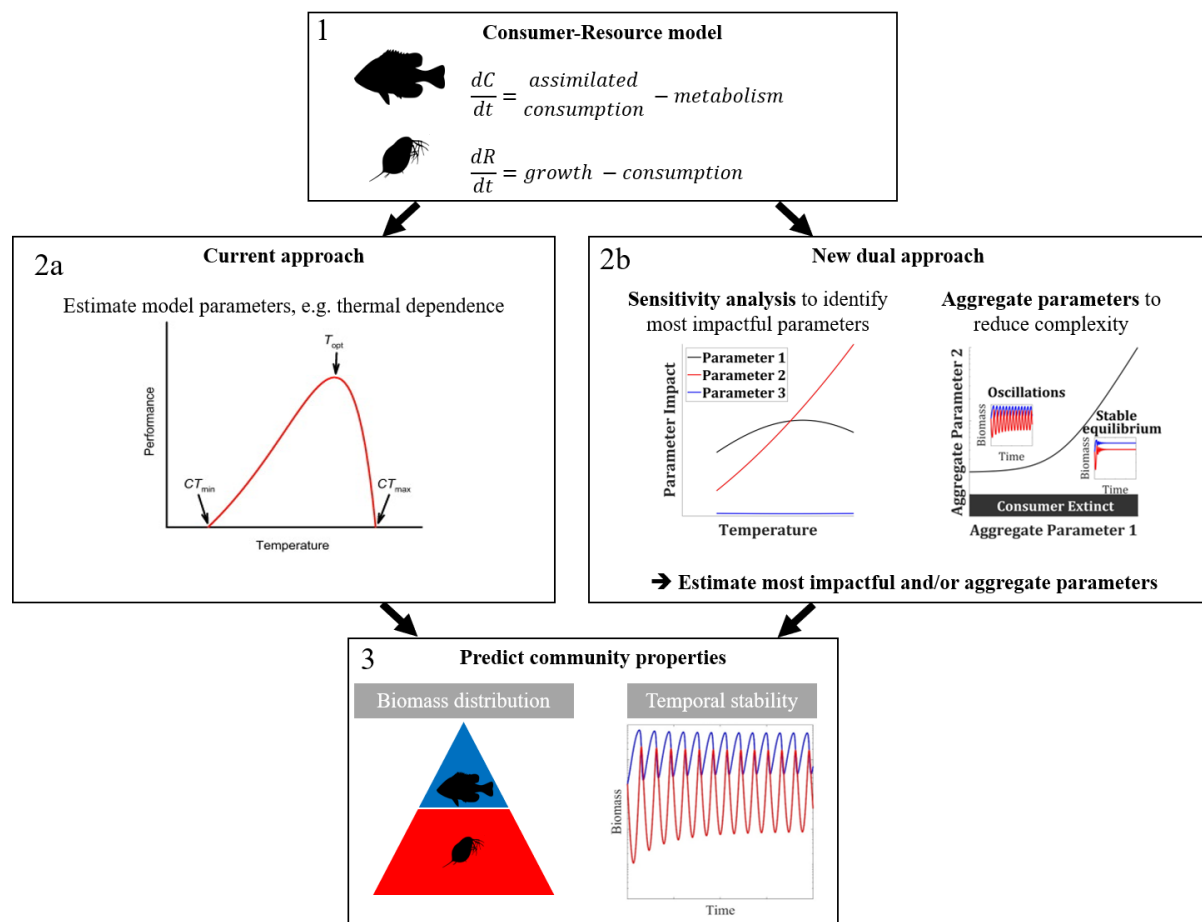 1
Consumer-Resource model
dC/dt = assimilated consumption − metabolism
dR/dt = growth − consumption
2a
Current approach
Estimate model parameters, e.g. thermal dependence
Performance
T_opt
CT_min
CT_max
Temperature
2b
New dual approach
Sensitivity analysis to identify
most impactful parameters
Parameter Impact
Parameter 1
Parameter 2
Parameter 3
Temperature
Aggregate parameters to
reduce complexity
Aggregate Parameter 2
Oscillations
Biomass
Time
Stable
equilibrium
Biomass
Time
Consumer Extinct
Aggregate Parameter 1
➔ Estimate most impactful and/or aggregate parameters
3
Predict community properties
Biomass distribution
Temporal stability
Biomass
Time